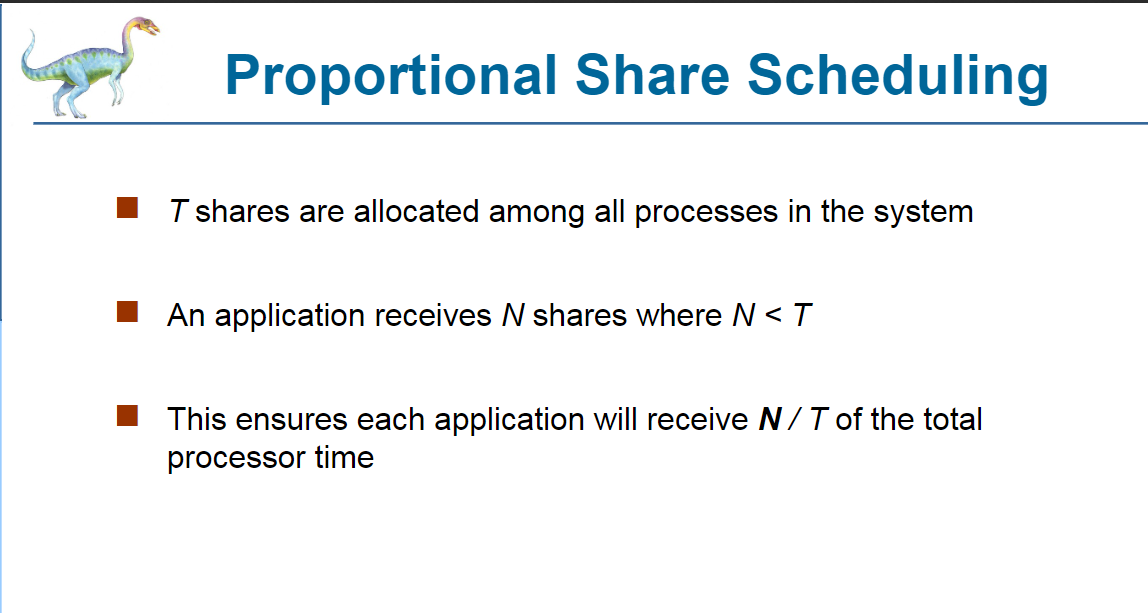 Proportional Share Scheduling
T shares are allocated among all processes in the system
An application receives N shares where N < T
This ensures each application will receive N / T of the total
processor time